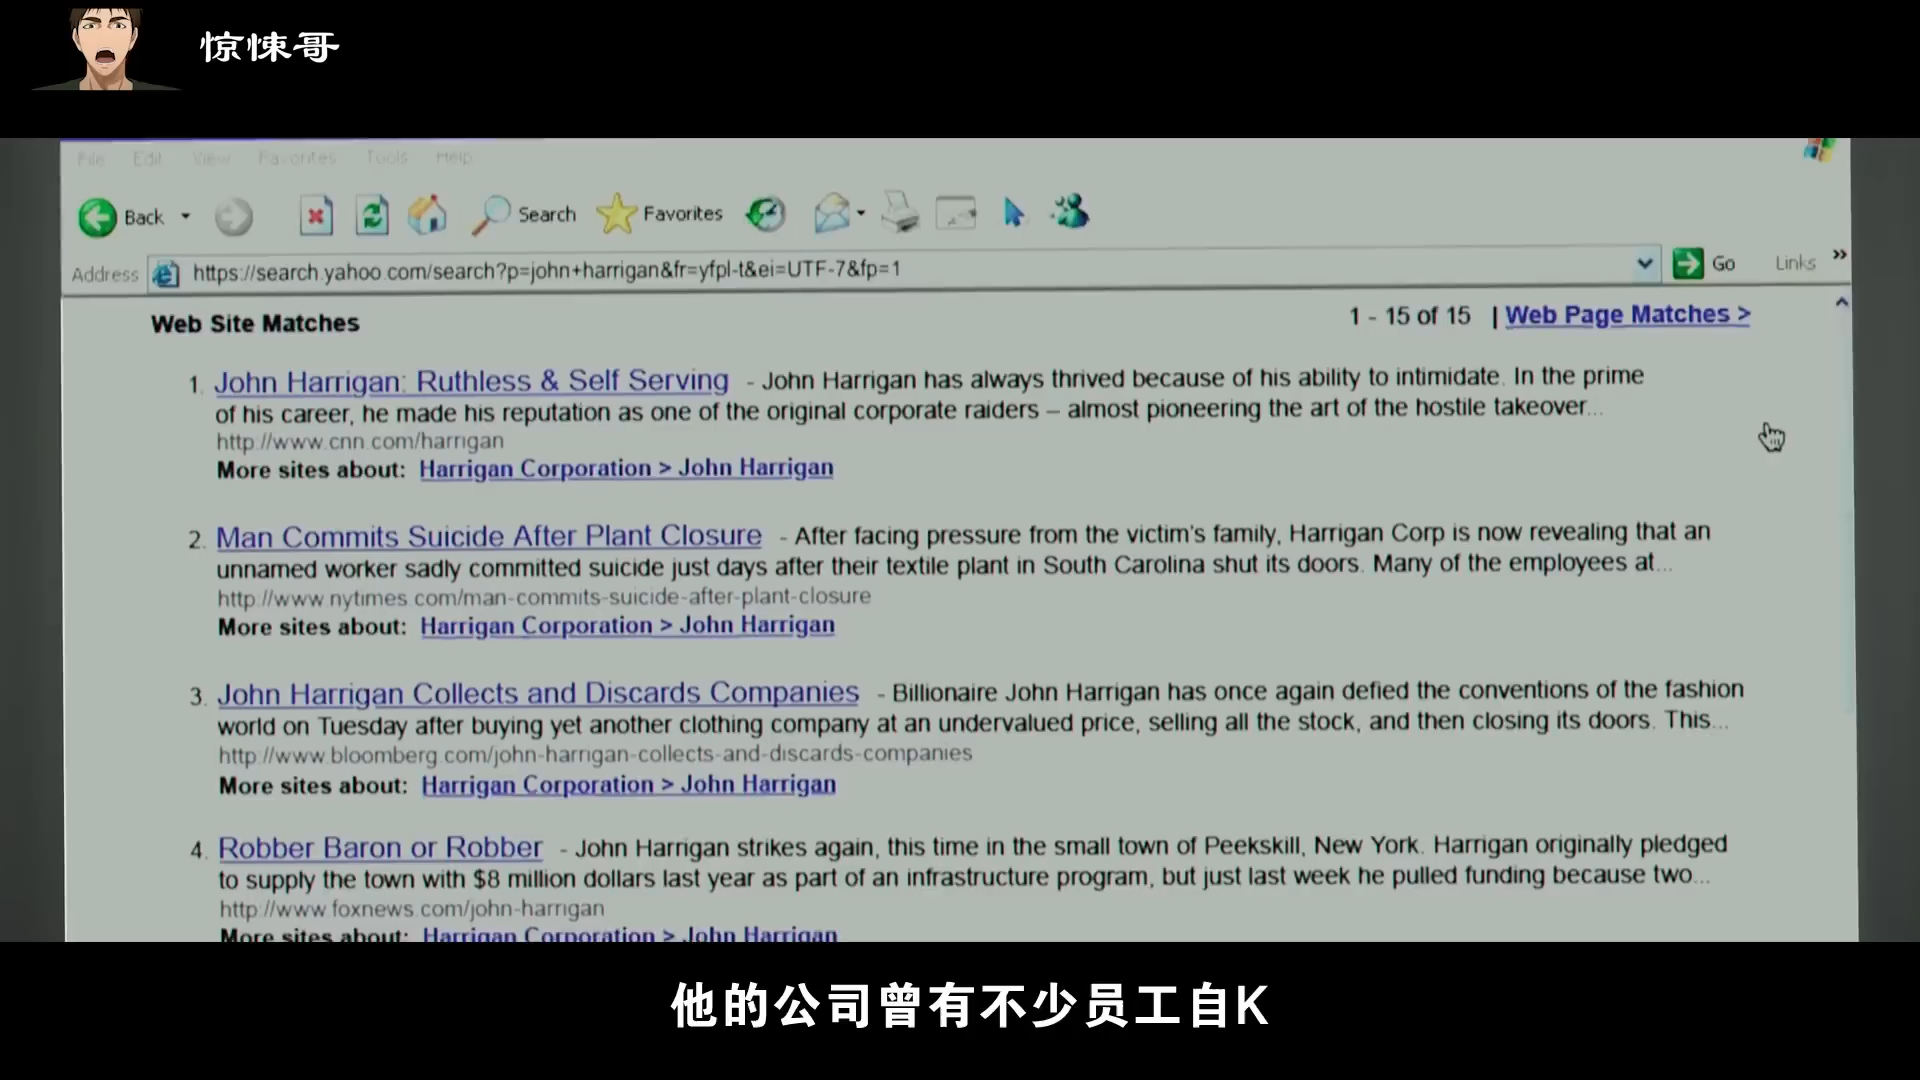 惊悚哥
File Edit View Favorites Tools Help
Back Search Favorites
Address https://search.yahoo.com/search?p=john+harrigan&fr=yfpl-t&ei=UTF-7&fp=1 Go Links »
Web Site Matches 1 - 15 of 15 | Web Page Matches >
1. John Harrigan: Ruthless & Self Serving - John Harrigan has always thrived because of his ability to intimidate. In the prime
of his career, he made his reputation as one of the original corporate raiders – almost pioneering the art of the hostile takeover...
http://www.cnn.com/harrigan
More sites about: Harrigan Corporation > John Harrigan
2. Man Commits Suicide After Plant Closure - After facing pressure from the victim's family, Harrigan Corp is now revealing that an
unnamed worker sadly committed suicide just days after their textile plant in South Carolina shut its doors. Many of the employees at...
http://www.nytimes.com/man-commits-suicide-after-plant-closure
More sites about: Harrigan Corporation > John Harrigan
3. John Harrigan Collects and Discards Companies - Billionaire John Harrigan has once again defied the conventions of the fashion
world on Tuesday after buying yet another clothing company at an undervalued price, selling all the stock, and then closing its doors. This...
http://www.bloomberg.com/john-harrigan-collects-and-discards-companies
More sites about: Harrigan Corporation > John Harrigan
4. Robber Baron or Robber - John Harrigan strikes again, this time in the small town of Peekskill, New York. Harrigan originally pledged
to supply the town with $8 million dollars last year as part of an infrastructure program, but just last week he pulled funding because two...
http://www.foxnews.com/john-harrigan
More sites about: Harrigan Corporation > John Harrigan
他的公司曾有不少员工自K